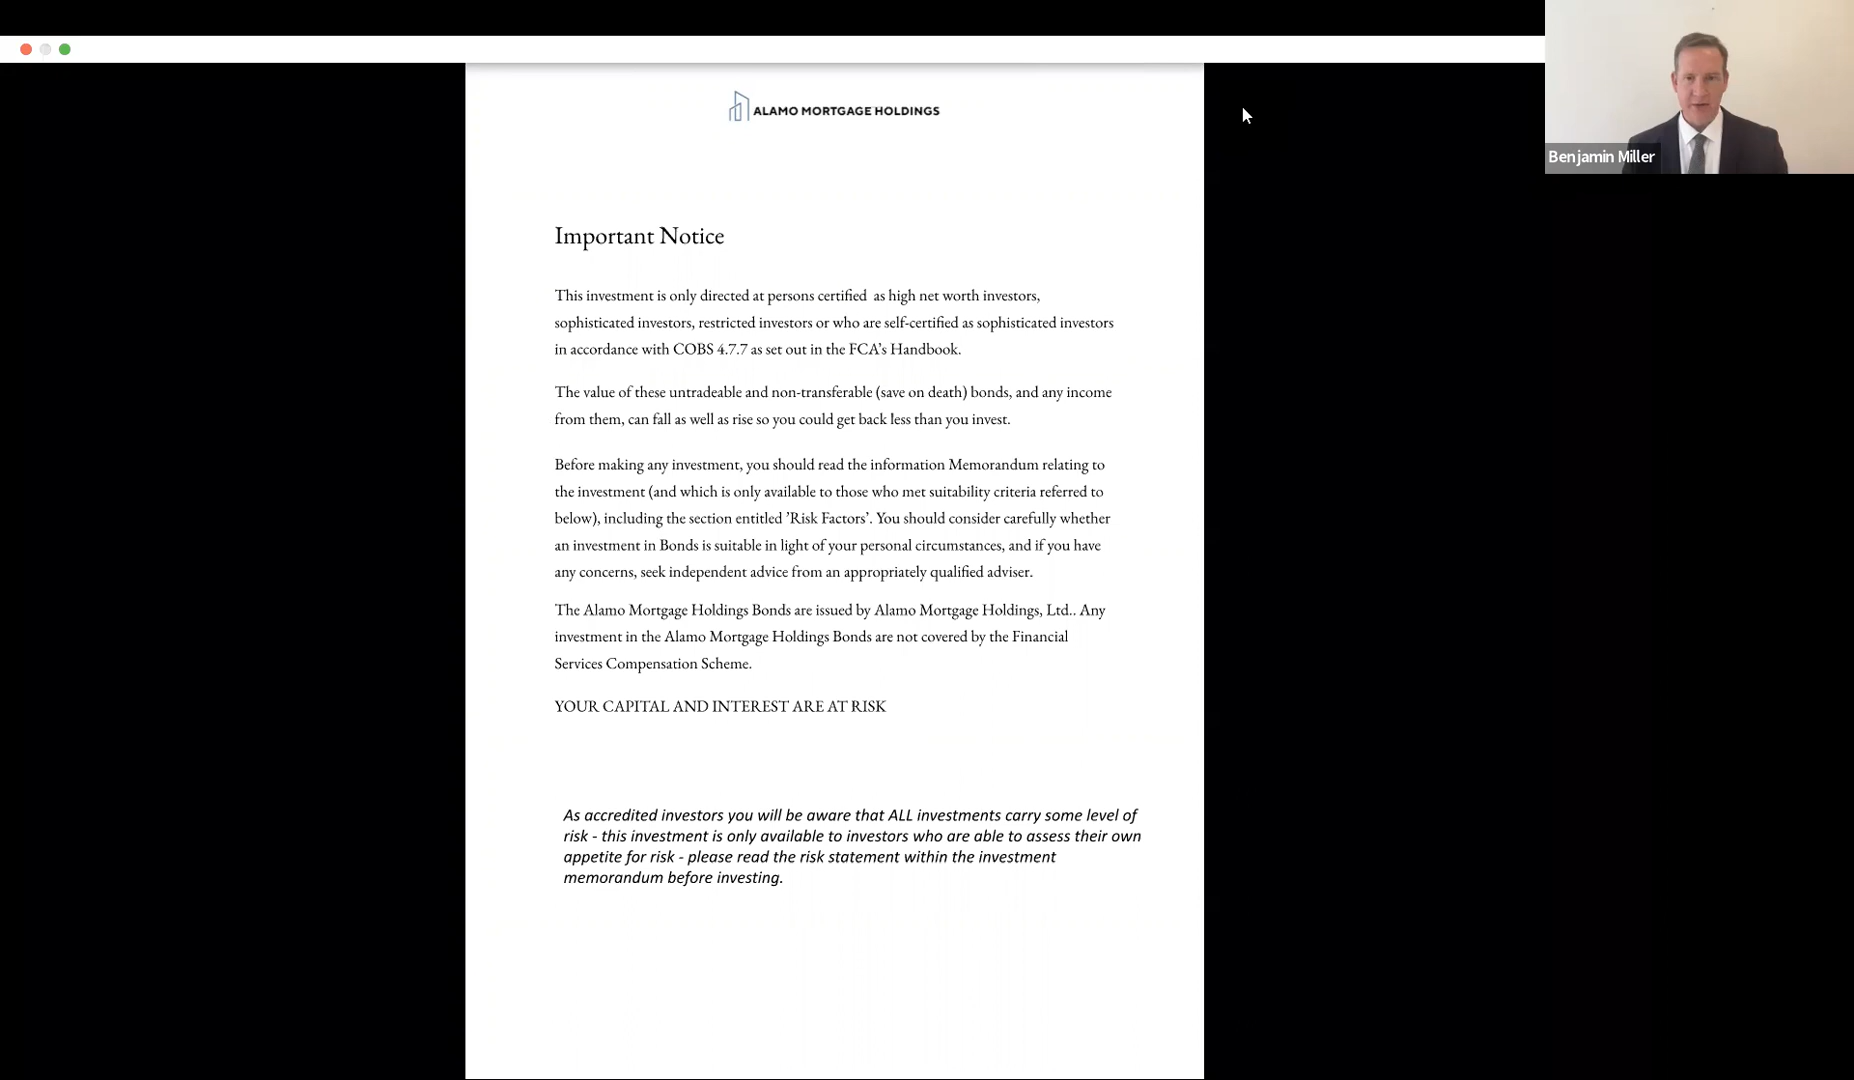 ALAMO MORTGAGE HOLDINGS
Benjamin Miller
Important Notice
This investment is only directed at persons certified  as high net worth investors,
sophisticated investors, restricted investors or who are self-certified as sophisticated investors
in accordance with COBS 4.7.7 as set out in the FCA's Handbook.
The value of these untradeable and non-transferable (save on death) bonds, and any income
from them, can fall as well as rise so you could get back less than you invest.
Before making any investment, you should read the information Memorandum relating to
the investment (and which is only available to those who met suitability criteria referred to
below), including the section entitled ’Risk Factors’. You should consider carefully whether
an investment in Bonds is suitable in light of your personal circumstances, and if you have
any concerns, seek independent advice from an appropriately qualified adviser.
The Alamo Mortgage Holdings Bonds are issued by Alamo Mortgage Holdings, Ltd.. Any
investment in the Alamo Mortgage Holdings Bonds are not covered by the Financial
Services Compensation Scheme.
YOUR CAPITAL AND INTEREST ARE AT RISK
As accredited investors you will be aware that ALL investments carry some level of
risk - this investment is only available to investors who are able to assess their own
appetite for risk - please read the risk statement within the investment
memorandum before investing.